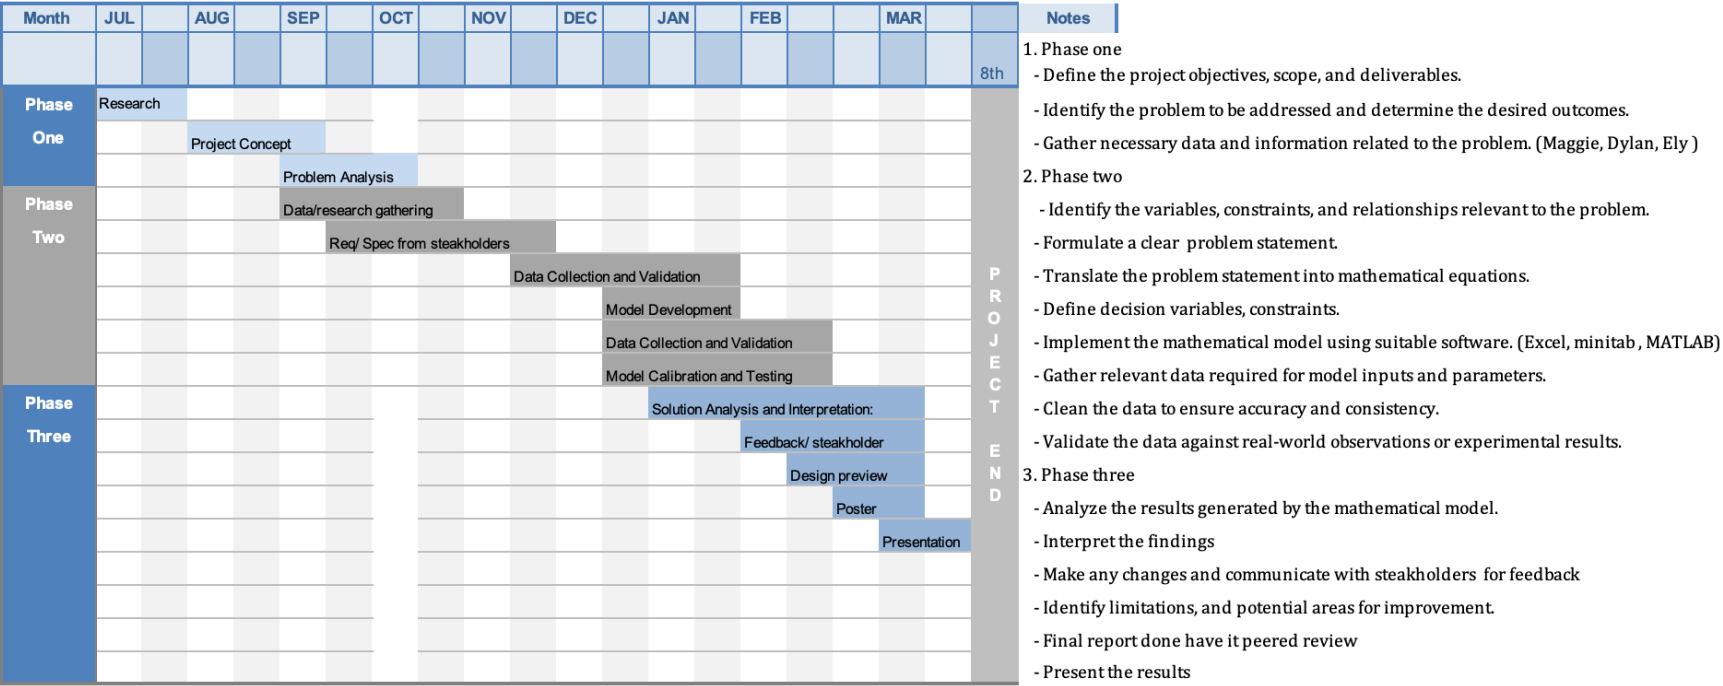 Month JUL AUG SEP OCT NOV DEC JAN FEB MAR Notes
8th
Phase
One
Research
Project Concept
Problem Analysis
Phase
Two
Data/research gathering
Req/ Spec from steakholders
Data Collection and Validation
Model Development
Data Collection and Validation
Model Calibration and Testing
Phase
Three
Solution Analysis and Interpretation:
Feedback/ steakholder
Design preview
Poster
Presentation
PROJECT END
1. Phase one
- Define the project objectives, scope, and deliverables.
- Identify the problem to be addressed and determine the desired outcomes.
- Gather necessary data and information related to the problem. (Maggie, Dylan, Ely )
2. Phase two
- Identify the variables, constraints, and relationships relevant to the problem.
- Formulate a clear  problem statement.
- Translate the problem statement into mathematical equations.
- Define decision variables, constraints.
- Implement the mathematical model using suitable software. (Excel, minitab , MATLAB)
- Gather relevant data required for model inputs and parameters.
- Clean the data to ensure accuracy and consistency.
- Validate the data against real-world observations or experimental results.
3. Phase three
- Analyze the results generated by the mathematical model.
- Interpret the findings
- Make any changes and communicate with steakholders  for feedback
- Identify limitations, and potential areas for improvement.
- Final report done have it peered review
- Present the results